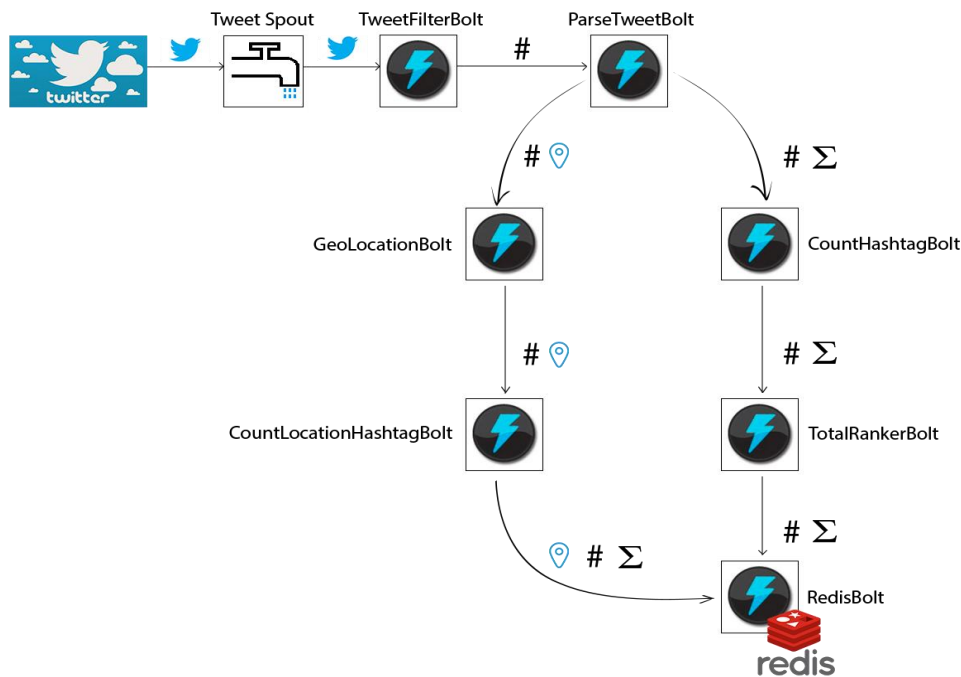 Tweet Spout
TweetFilterBolt
ParseTweetBolt
twitter
#
# 
# Σ
GeoLocationBolt
CountHashtagBolt
#
# Σ
CountLocationHashtagBolt
TotalRankerBolt
# Σ
# Σ
RedisBolt
redis